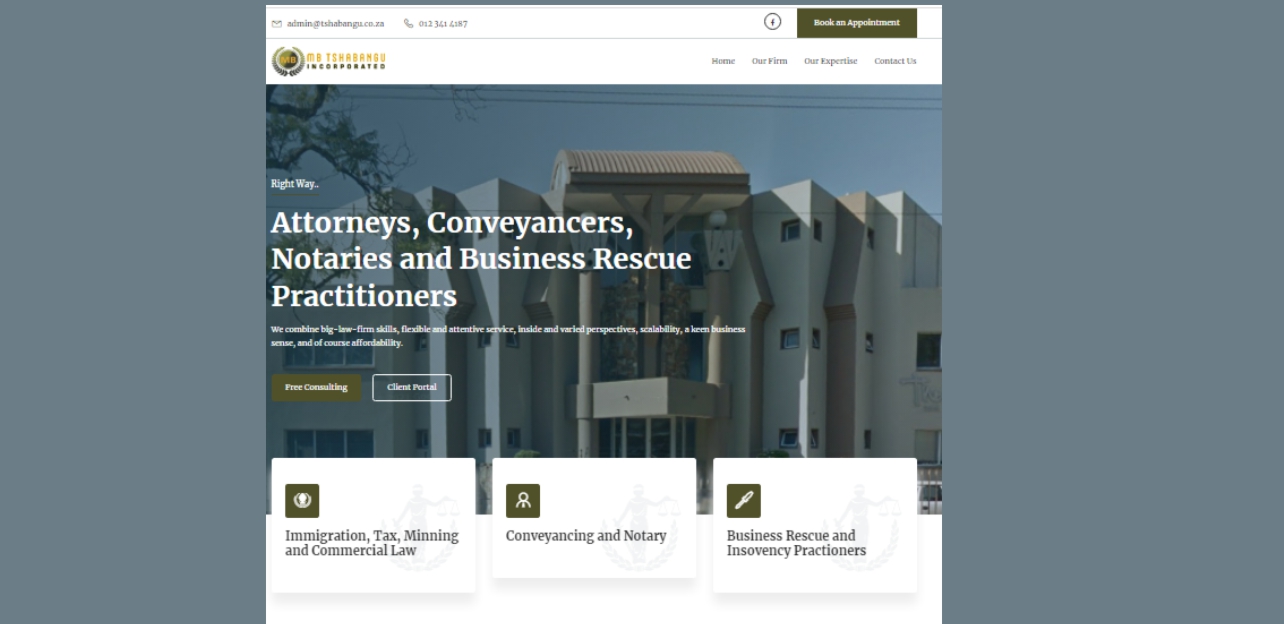 admin@tshabangu.co.za
012 341 4187
Book an Appointment
MB
MB TSHABANGU
INCORPORATED
Home
Our Firm
Our Expertise
Contact Us
Right Way..
Attorneys, Conveyancers,
Notaries and Business Rescue
Practitioners
We combine big-law-firm skills, flexible and attentive service, inside and varied perspectives, scalability, a keen business
sense, and of course affordability.
Free Consulting
Client Portal
Immigration, Tax, Minning
and Commercial Law
Conveyancing and Notary
Business Rescue and
Insovency Practioners